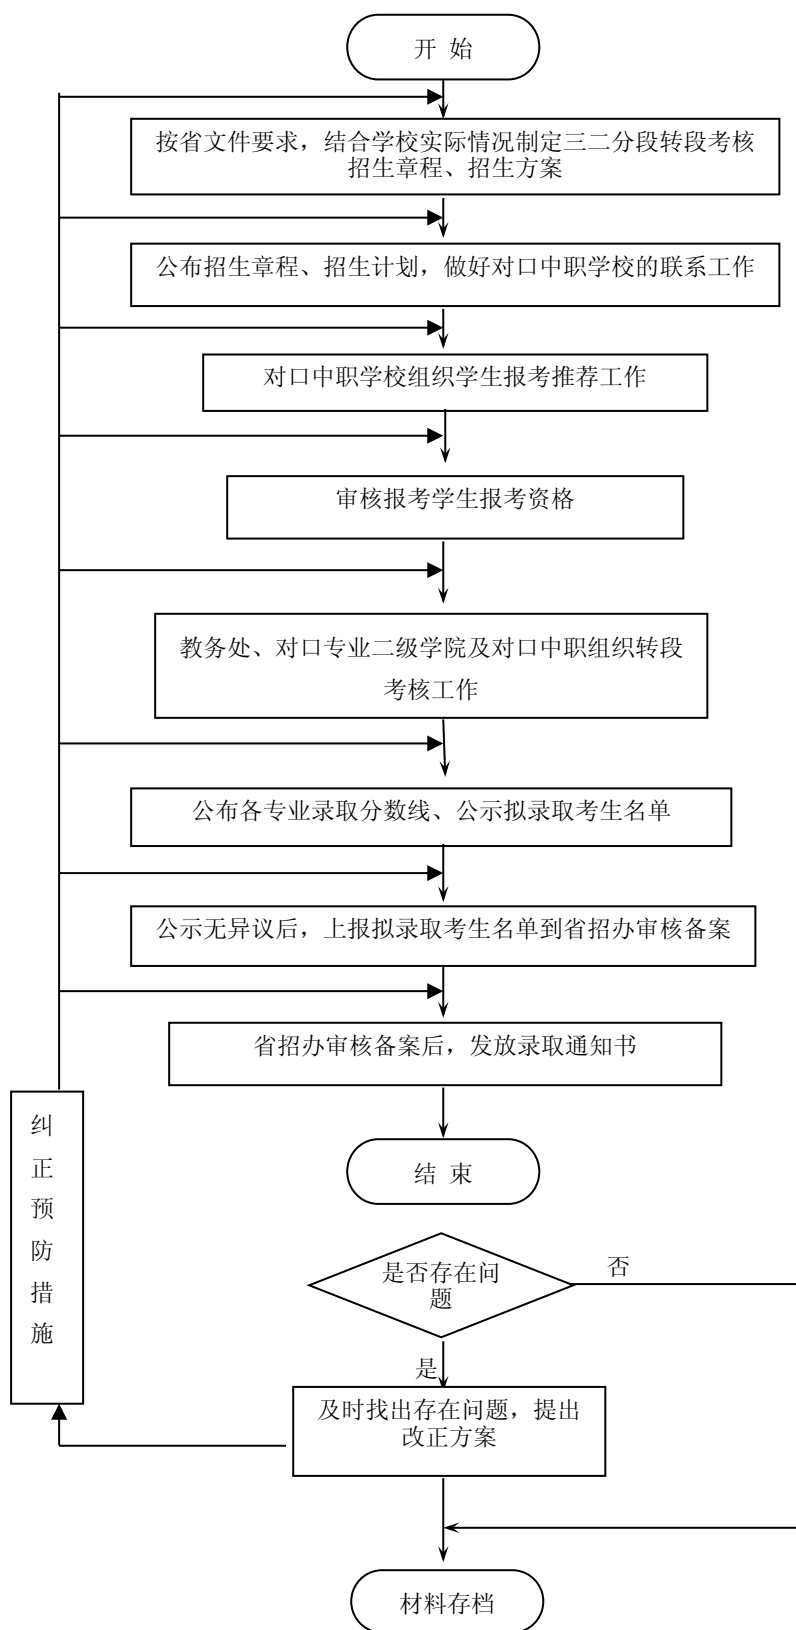 开 始
按省文件要求，结合学校实际情况制定三二分段转段考核
招生章程、招生方案
公布招生章程、招生计划，做好对口中职学校的联系工作
对口中职学校组织学生报考推荐工作
审核报考学生报考资格
教务处、对口专业二级学院及对口中职组织转段
考核工作
公布各专业录取分数线、公示拟录取考生名单
公示无异议后，上报拟录取考生名单到省招办审核备案
省招办审核备案后，发放录取通知书
纠
正
预
防
措
施
结 束
是否存在问
题
否
是
及时找出存在问题，提出
改正方案
材料存档